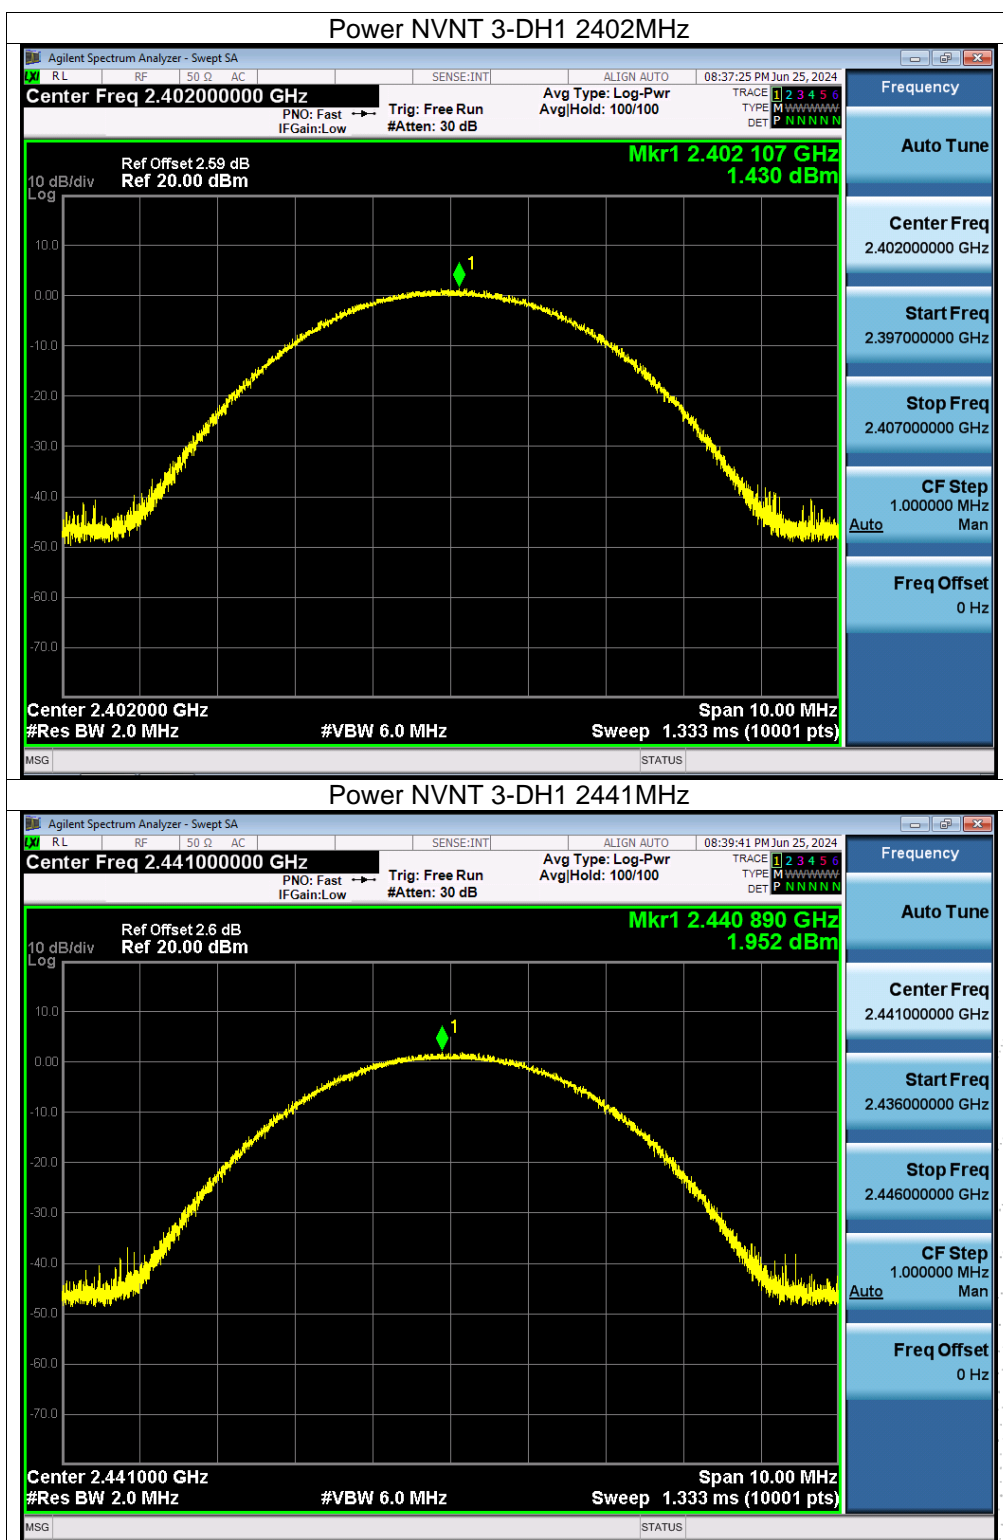 Power NVNT 3-DH1 2402MHz
Agilent Spectrum Analyzer - Swept SA
LXI RL RF 50 Ω AC SENSE:INT ALIGN AUTO 08:37:25 PM Jun 25, 2024
Center Freq 2.402000000 GHz
PNO: Fast
IFGain:Low
Trig: Free Run
#Atten: 30 dB
Avg Type: Log-Pwr
Avg|Hold: 100/100
TRACE 1 2 3 4 5 6
TYPE M WWWWW
DET P N N N N N
Mkr1 2.402 107 GHz
1.430 dBm
Ref Offset 2.59 dB
10 dB/div Ref 20.00 dBm
Log
10.0
0.00
-10.0
-20.0
-30.0
-40.0
-50.0
-60.0
-70.0
1
Center 2.402000 GHz Span 10.00 MHz
#Res BW 2.0 MHz #VBW 6.0 MHz Sweep 1.333 ms (10001 pts)
MSG STATUS
Frequency
Auto Tune
Center Freq
2.402000000 GHz
Start Freq
2.397000000 GHz
Stop Freq
2.407000000 GHz
CF Step
1.000000 MHz
Auto Man
Freq Offset
0 Hz
Power NVNT 3-DH1 2441MHz
Agilent Spectrum Analyzer - Swept SA
LXI RL RF 50 Ω AC SENSE:INT ALIGN AUTO 08:39:41 PM Jun 25, 2024
Center Freq 2.441000000 GHz
PNO: Fast
IFGain:Low
Trig: Free Run
#Atten: 30 dB
Avg Type: Log-Pwr
Avg|Hold: 100/100
TRACE 1 2 3 4 5 6
TYPE M WWWWW
DET P N N N N N
Mkr1 2.440 890 GHz
1.952 dBm
Ref Offset 2.6 dB
10 dB/div Ref 20.00 dBm
Log
10.0
0.00
-10.0
-20.0
-30.0
-40.0
-50.0
-60.0
-70.0
1
Center 2.441000 GHz Span 10.00 MHz
#Res BW 2.0 MHz #VBW 6.0 MHz Sweep 1.333 ms (10001 pts)
MSG STATUS
Frequency
Auto Tune
Center Freq
2.441000000 GHz
Start Freq
2.436000000 GHz
Stop Freq
2.446000000 GHz
CF Step
1.000000 MHz
Auto Man
Freq Offset
0 Hz